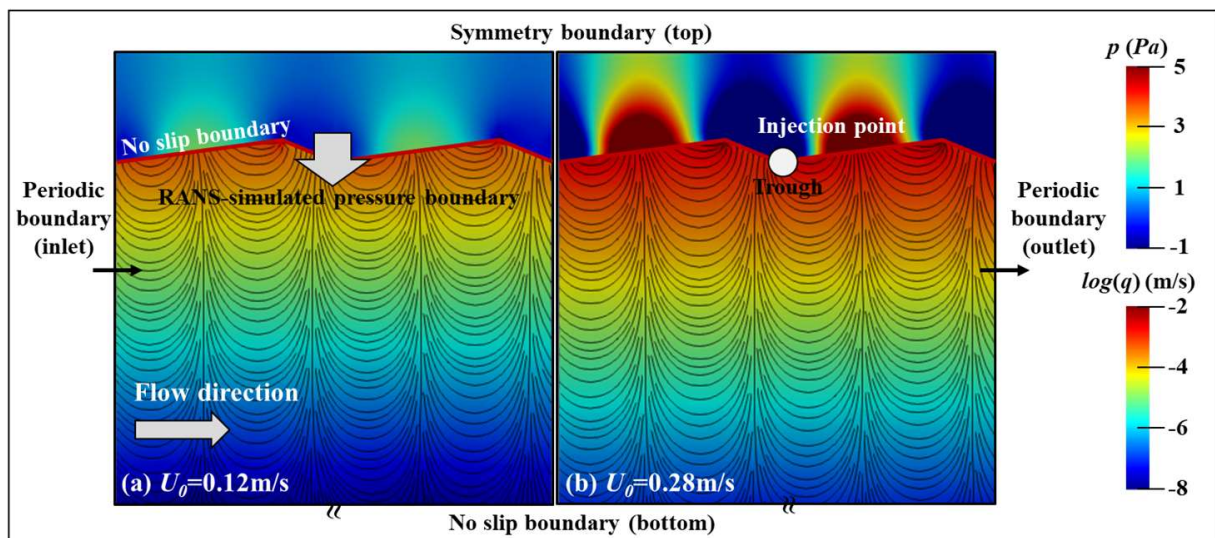 Symmetry boundary (top)
p (Pa)
5
3
1
-1
No slip boundary
Injection point
Trough
RANS-simulated pressure boundary
Periodic
boundary
(inlet)
Periodic
boundary
(outlet)
log(q) (m/s)
-2
-4
-6
-8
Flow direction
(a) U0=0.12m/s
(b) U0=0.28m/s
No slip boundary (bottom)